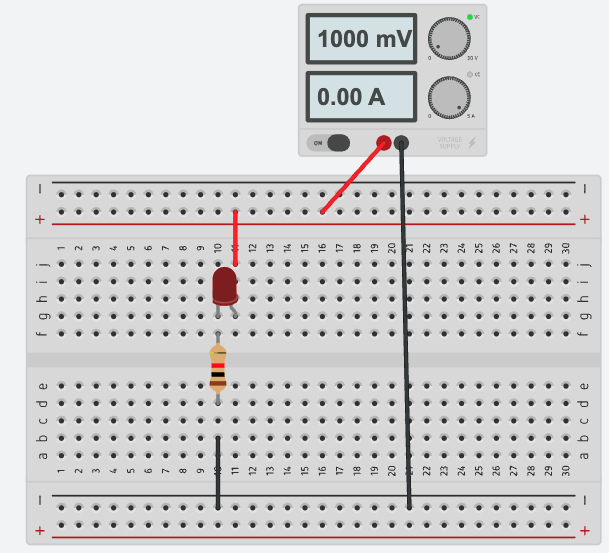 1000 mV
0 30 V
VC
0.00 A
0 5 A
CC
ON
VOLTAGE
SUPPLY
− −
+ +
1 2 3 4 5 6 7 8 9 10 11 12 13 14 15 16 17 18 19 20 21 22 23 24 25 26 27 28 29 30
j j
i i
h h
g g
f f
e e
d d
c c
b b
a a
1 2 3 4 5 6 7 8 9 10 11 12 13 14 15 16 17 18 19 20 21 22 23 24 25 26 27 28 29 30
− −
+ +